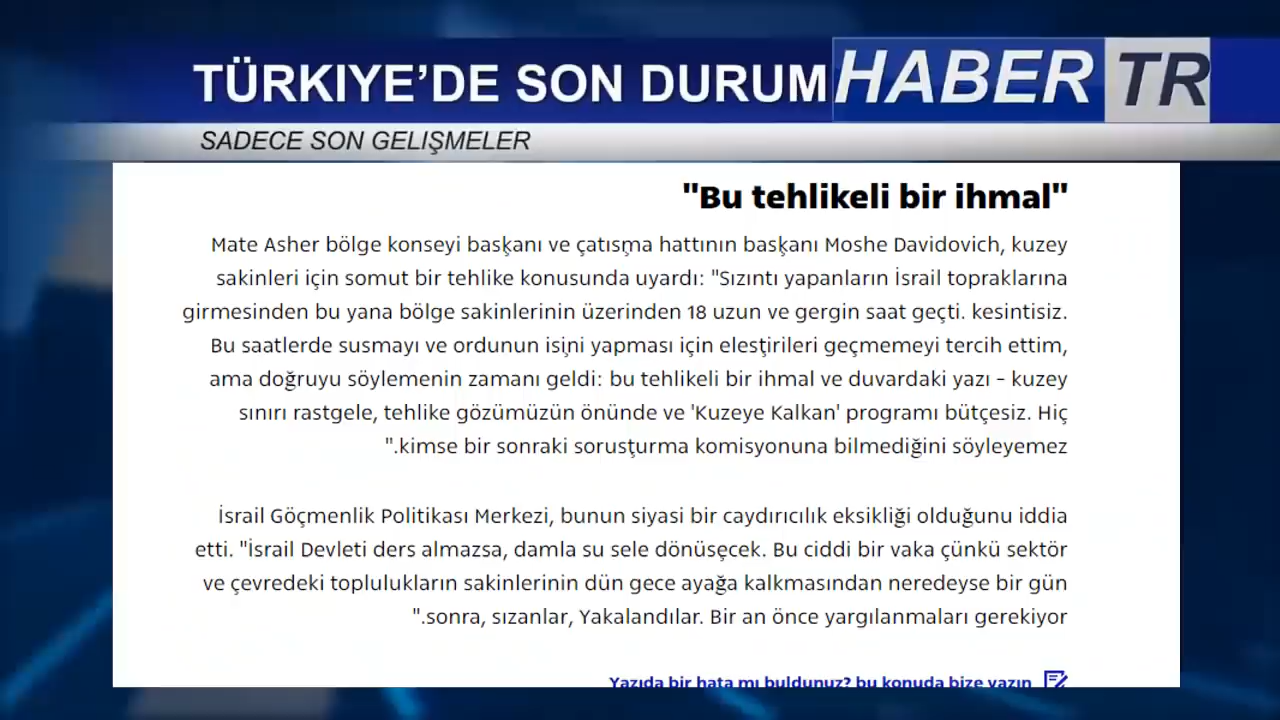 TÜRKIYE’DE SON DURUM HABER TR
SADECE SON GELIŞMELER
"Bu tehlikeli bir ihmal"
Mate Asher bölge konseyi başkanı ve çatışma hattının başkanı Moshe Davidovich, kuzey
sakinleri için somut bir tehlike konusunda uyardı: "Sızıntı yapanların İsrail topraklarına
girmesinden bu yana bölge sakinlerinin üzerinden 18 uzun ve gergin saat geçti. kesintisiz.
Bu saatlerde susmayı ve ordunun işini yapması için eleştirileri geçmemeyi tercih ettim,
ama doğruyu söylemenin zamanı geldi: bu tehlikeli bir ihmal ve duvardaki yazı - kuzey
sınırı rastgele, tehlike gözümüzün önünde ve 'Kuzeye Kalkan' programı bütçesiz. Hiç
".kimse bir sonraki soruşturma komisyonuna bilmediğini söyleyemez
İsrail Göçmenlik Politikası Merkezi, bunun siyasi bir caydırıcılık eksikliği olduğunu iddia
etti. "İsrail Devleti ders almazsa, damla su sele dönüşecek. Bu ciddi bir vaka çünkü sektör
ve çevredeki toplulukların sakinlerinin dün gece ayağa kalkmasından neredeyse bir gün
".sonra, sızanlar, Yakalandılar. Bir an önce yargılanmaları gerekiyor
Yazıda bir hata mı buldunuz? bu konuda bize yazın